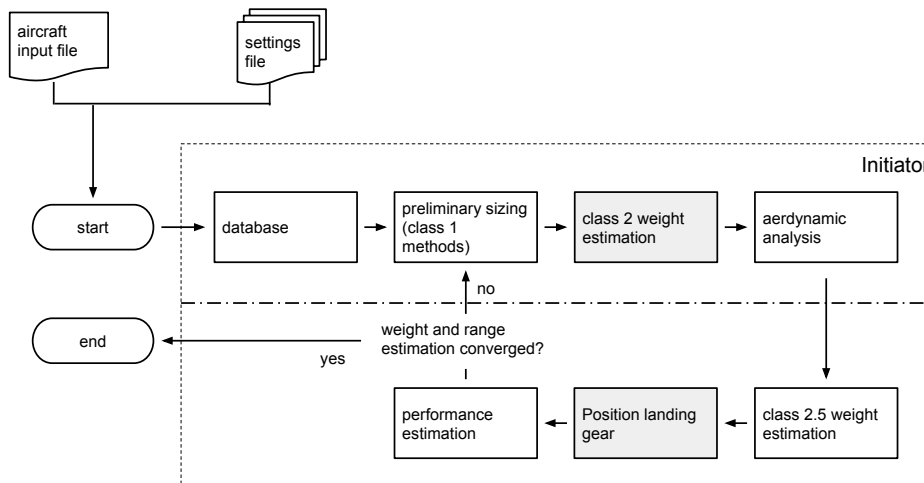 aircraft
input file
settings
file
Initiator
start
database
preliminary sizing
(class 1
methods)
class 2 weight
estimation
aerdynamic
analysis
no
end
yes
weight and range
estimation converged?
performance
estimation
Position landing
gear
class 2.5 weight
estimation